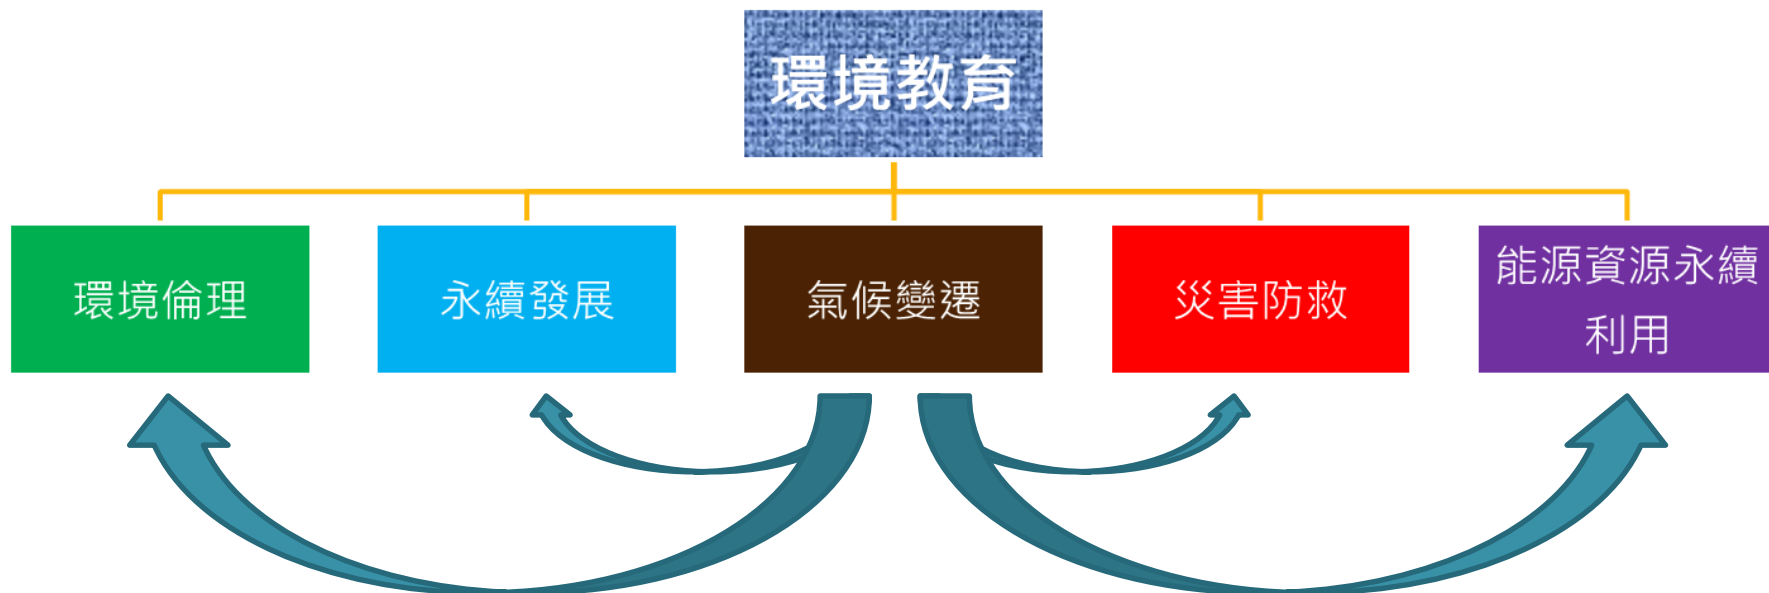 環境教育
環境倫理
永續發展
氣候變遷
災害防救
能源資源永續
利用